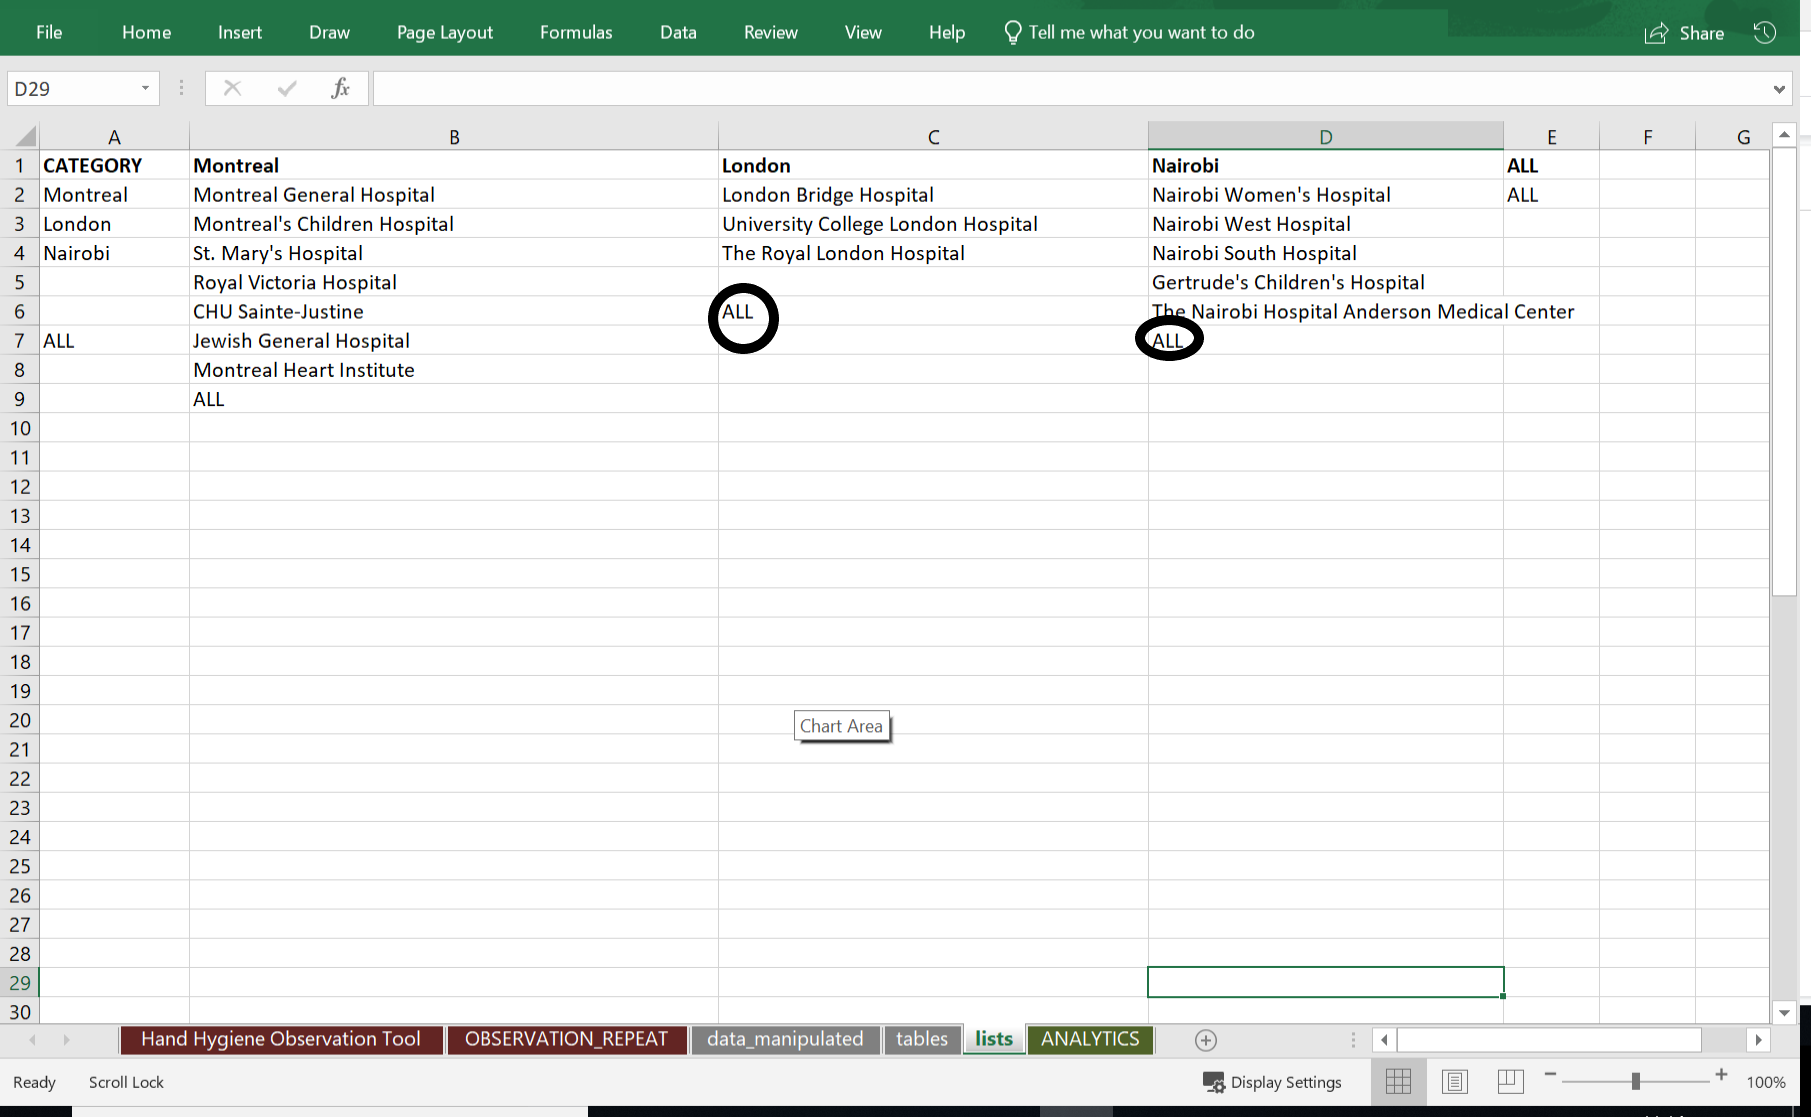 File Home Insert Draw Page Layout Formulas Data Review View Help Tell me what you want to do Share
D29 fx
A B C D E F G
1 CATEGORY Montreal London Nairobi ALL
2 Montreal Montreal General Hospital London Bridge Hospital Nairobi Women's Hospital ALL
3 London Montreal's Children Hospital University College London Hospital Nairobi West Hospital
4 Nairobi St. Mary's Hospital The Royal London Hospital Nairobi South Hospital
5 Royal Victoria Hospital Gertrude's Children's Hospital
6 CHU Sainte-Justine ALL The Nairobi Hospital Anderson Medical Center
7 ALL Jewish General Hospital ALL
8 Montreal Heart Institute
9 ALL
10
11
12
13
14
15
16
17
18
19
20 Chart Area
21
22
23
24
25
26
27
28
29
30
Hand Hygiene Observation Tool OBSERVATION_REPEAT data_manipulated tables lists ANALYTICS
Ready Scroll Lock Display Settings 100%